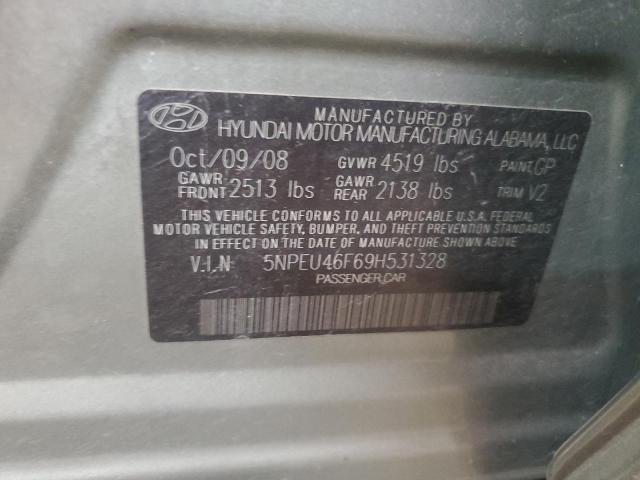 MANUFACTURED BY
HYUNDAI MOTOR MANUFACTURING ALABAMA, LLC
Oct/09/08 GVWR 4519 lbs PAINT GP
GAWR FRONT 2513 lbs GAWR REAR 2138 lbs TRIM V2
THIS VEHICLE CONFORMS TO ALL APPLICABLE U.S.A. FEDERAL
MOTOR VEHICLE SAFETY, BUMPER, AND THEFT PREVENTION STANDARDS
IN EFFECT ON THE DATE OF MANUFACTURE SHOWN ABOVE.
V.I.N 5NPEU46F69H531328
PASSENGER CAR